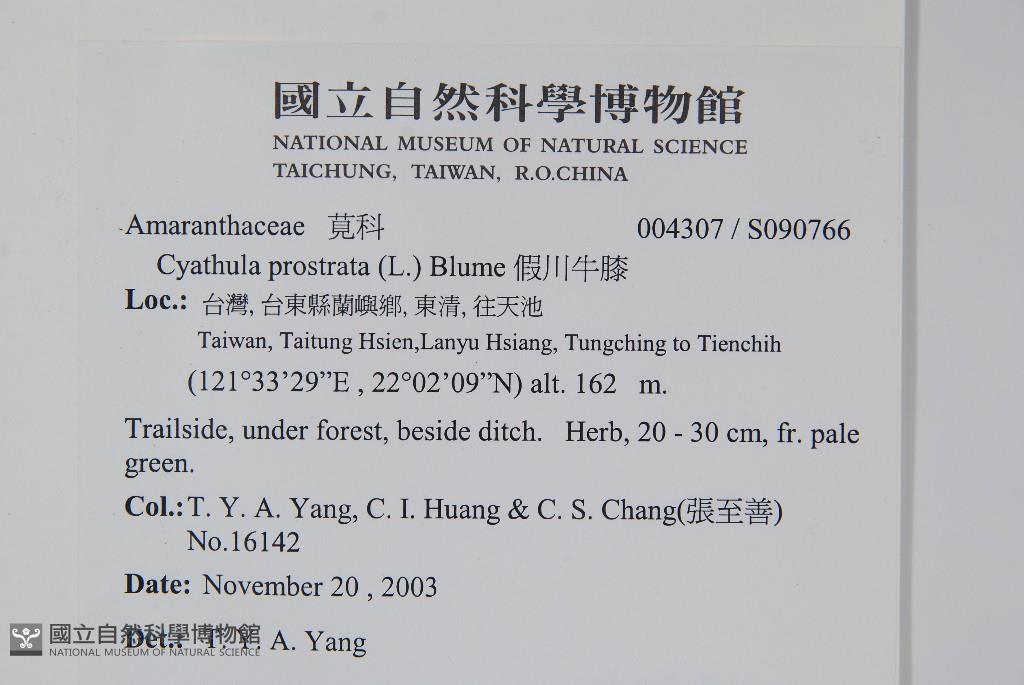 國立自然科學博物館
NATIONAL MUSEUM OF NATURAL SCIENCE
TAICHUNG, TAIWAN, R.O.CHINA
Amaranthaceae 莧科 004307 / S090766
Cyathula prostrata (L.) Blume 假川牛膝
Loc.: 台灣, 台東縣蘭嶼鄉, 東清, 往天池
Taiwan, Taitung Hsien,Lanyu Hsiang, Tungching to Tienchih
(121°33’29”E , 22°02’09”N) alt. 162 m.
Trailside, under forest, beside ditch. Herb, 20 - 30 cm, fr. pale
green.
Col.: T. Y. A. Yang, C. I. Huang & C. S. Chang(張至善)
No.16142
Date: November 20 , 2003
Det.: T. Y. A. Yang
國立自然科學博物館
NATIONAL MUSEUM OF NATURAL SCIENCE